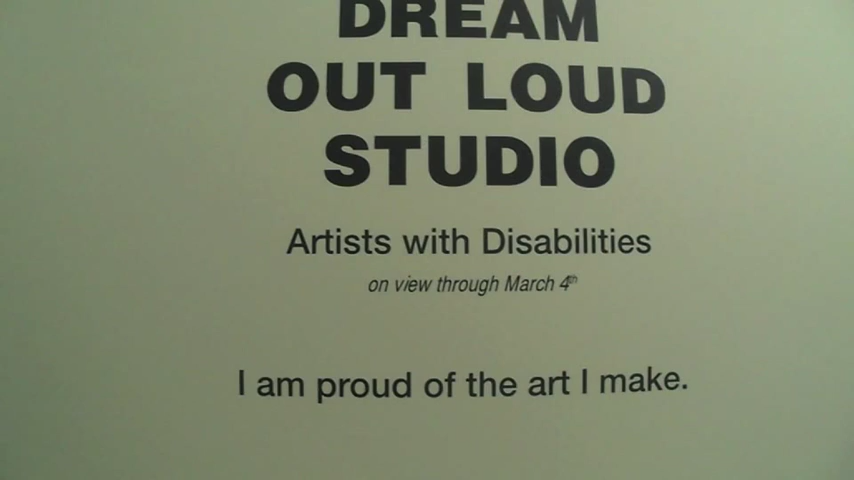 DREAM
OUT LOUD
STUDIO
Artists with Disabilities
on view through March 4th
I am proud of the art I make.